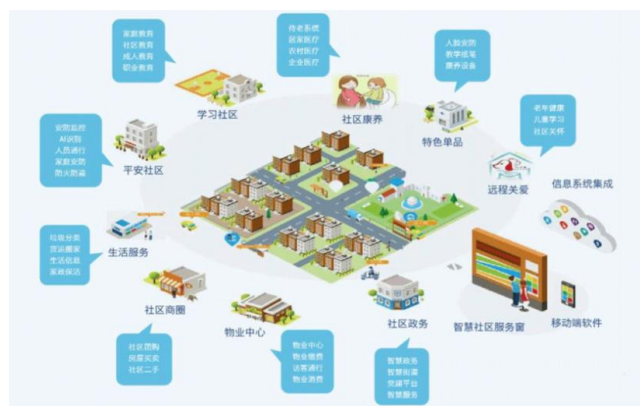 家庭教育
社区教育
成人教育
职业教育
学习社区
待老系统
居家医疗
农村医疗
企业医疗
社区康养
人脸安防
教学纸笔
康养设备
特色单品
老年健康
儿童学习
社区关怀
远程关爱
信息系统集成
安防监控
AI识别
人员通行
家庭安防
防火防盗
平安社区
垃圾分类
货运搬家
生活信息
家政保洁
生活服务
社区商圈
社区团购
房屋买卖
社区二手
物业中心
物业中心
物业缴费
访客通行
物业消费
社区政务
智慧政务
智慧街道
党建平台
智慧服务
智慧社区服务窗
移动端软件